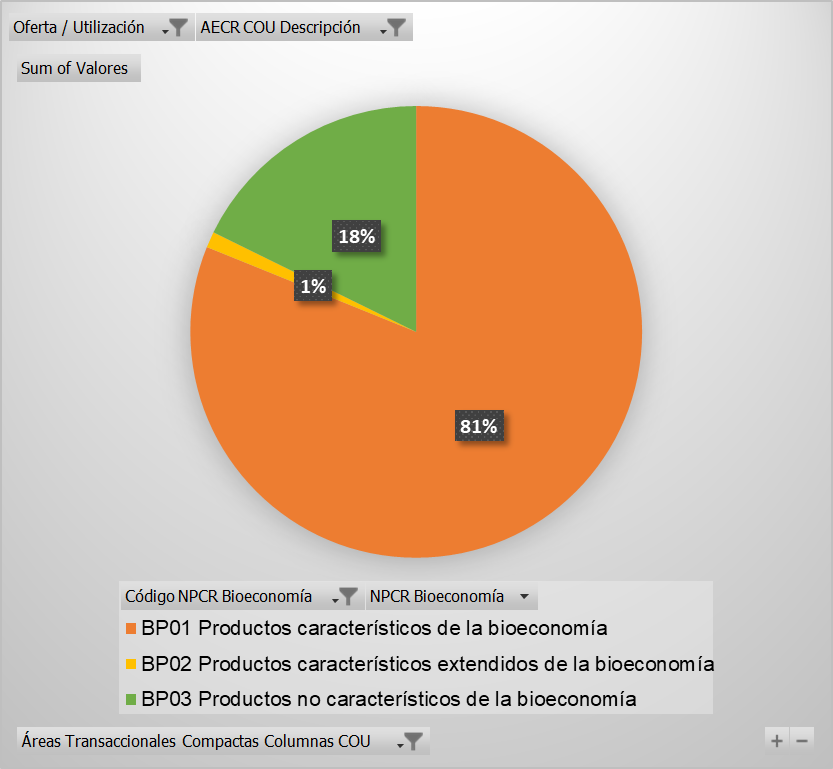 Oferta / Utilización AECR COU Descripción
Sum of Valores
18%
1%
81%
Código NPCR Bioeconomía NPCR Bioeconomía
BP01 Productos característicos de la bioeconomía
BP02 Productos característicos extendidos de la bioeconomía
BP03 Productos no característicos de la bioeconomía
Áreas Transaccionales Compactas Columnas COU + −